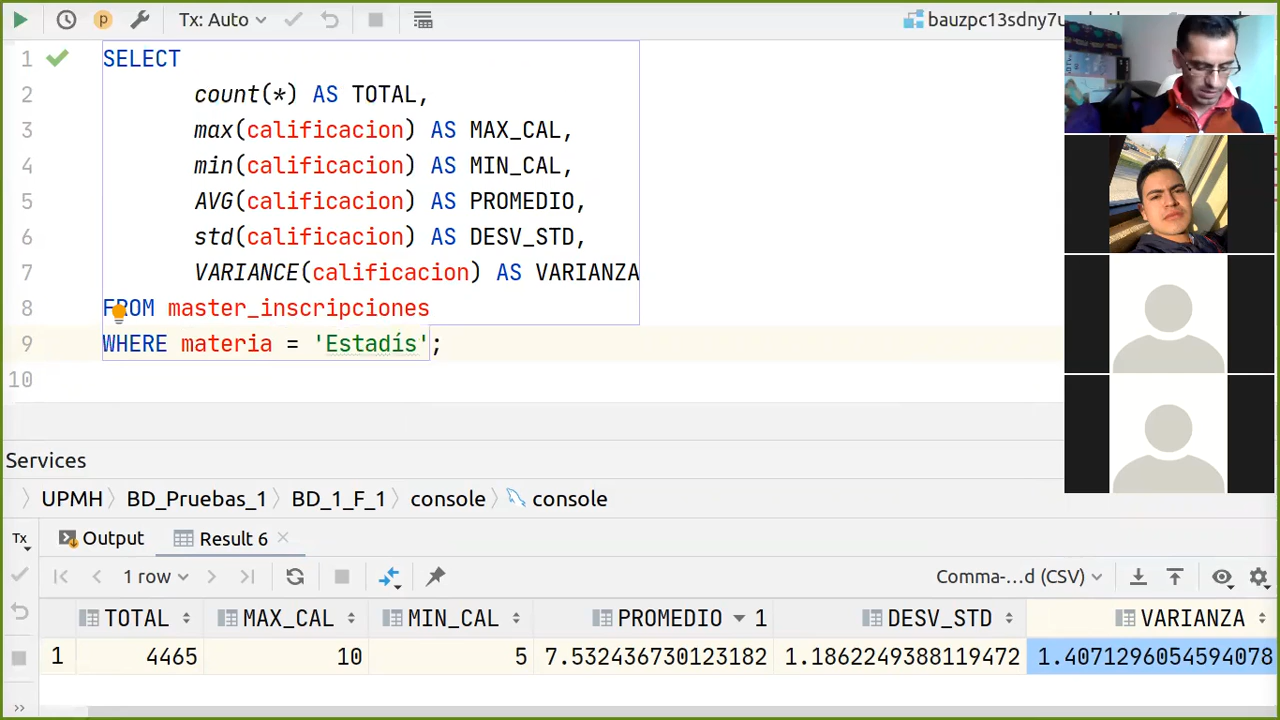 Tx: Auto
bauzpc13sdny7u
1 SELECT
2 count(*) AS TOTAL,
3 max(calificacion) AS MAX_CAL,
4 min(calificacion) AS MIN_CAL,
5 AVG(calificacion) AS PROMEDIO,
6 std(calificacion) AS DESV_STD,
7 VARIANCE(calificacion) AS VARIANZA
8 FROM master_inscripciones
9 WHERE materia = 'Estadís';
10
Services
UPMH BD_Pruebas_1 BD_1_F_1 console console
Tx Output Result 6
1 row Comma-...d (CSV)
TOTAL MAX_CAL MIN_CAL PROMEDIO 1 DESV_STD VARIANZA
1 4465 10 5 7.532436730123182 1.1862249388119472 1.4071296054594078